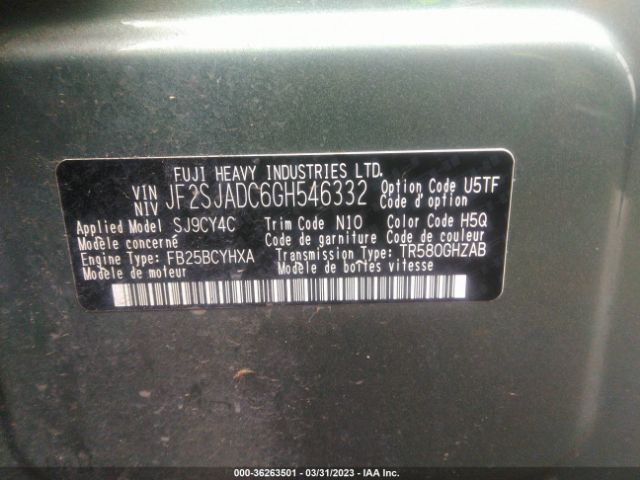 FUJI HEAVY INDUSTRIES LTD.
VIN NIV JF2SJADC6GH546332 Option Code U5TF
Code d'option
Applied Model SJ9CY4C Trim Code N10 Color Code H5Q
Modèle concerné Code de garniture Code de couleur
Engine Type: FB25BCYHXA Transmission Type: TR580GHZAB
Modèle de moteur Modèle de boîtes vitesse
000-36263501 - 03/31/2023 - IAA Inc.